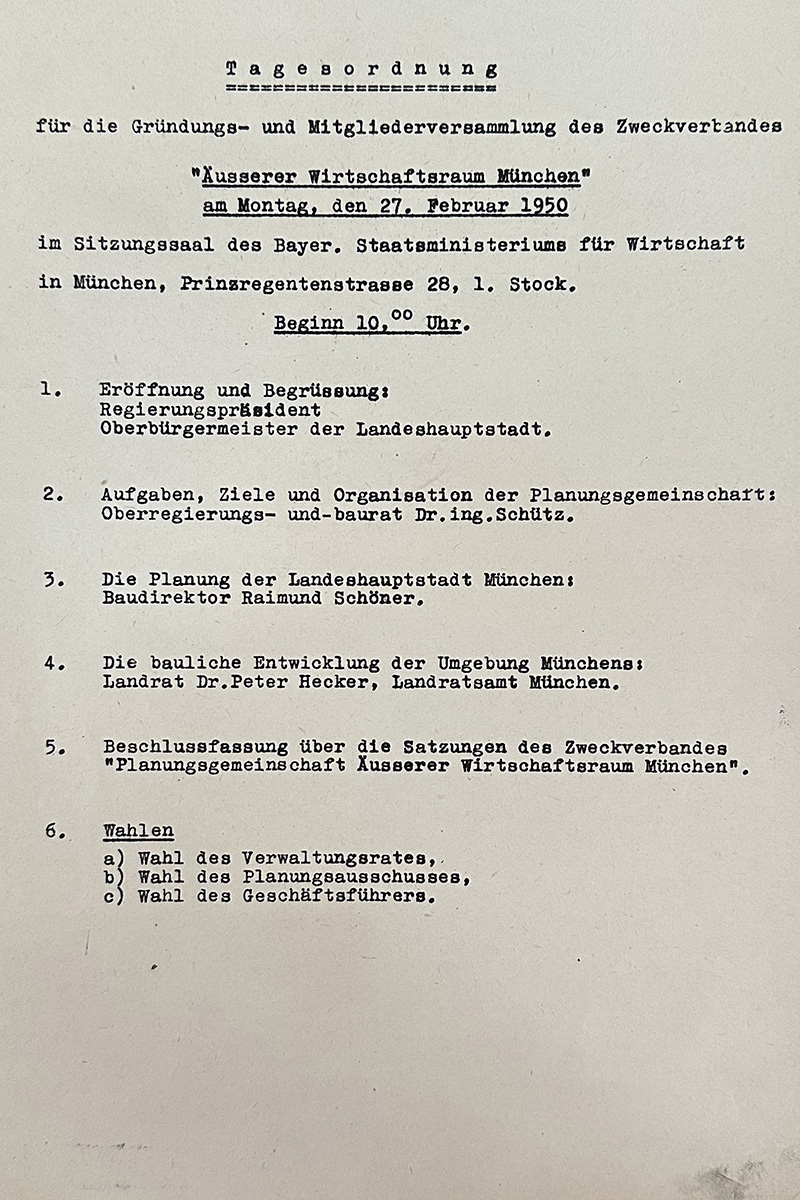 Tagesordnung
=======================
für die Gründungs- und Mitgliederversammlung des Zweckverbandes
"Äusserer Wirtschaftsraum München"
am Montag, den 27. Februar 1950
im Sitzungssaal des Bayer. Staatsministeriums für Wirtschaft
in München, Prinzregentenstrasse 28, 1. Stock.
Beginn 10,00 Uhr.
1. Eröffnung und Begrüssung:
Regierungspräsident
Oberbürgermeister der Landeshauptstadt.
2. Aufgaben, Ziele und Organisation der Planungsgemeinschaft:
Oberregierungs- und-baurat Dr.ing.Schütz.
3. Die Planung der Landeshauptstadt München:
Baudirektor Raimund Schöner.
4. Die bauliche Entwicklung der Umgebung Münchens:
Landrat Dr.Peter Hecker, Landratsamt München.
5. Beschlussfassung über die Satzungen des Zweckverbandes
"Planungsgemeinschaft Äusserer Wirtschaftsraum München".
6. Wahlen
a) Wahl des Verwaltungsrates,
b) Wahl des Planungsausschusses,
c) Wahl des Geschäftsführers.